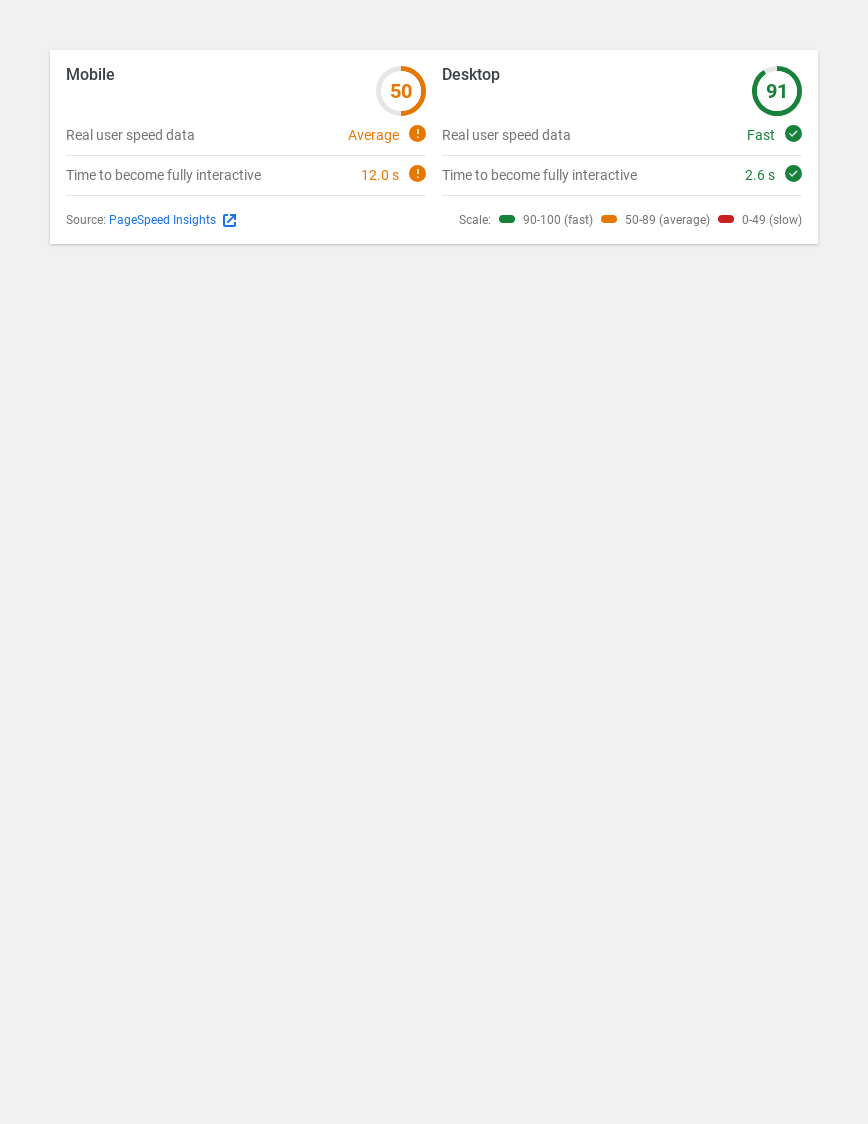 Mobile
50
Real user speed data Average
Time to become fully interactive 12.0 s
Desktop
91
Real user speed data Fast
Time to become fully interactive 2.6 s
Source: PageSpeed Insights
Scale: 90-100 (fast) 50-89 (average) 0-49 (slow)